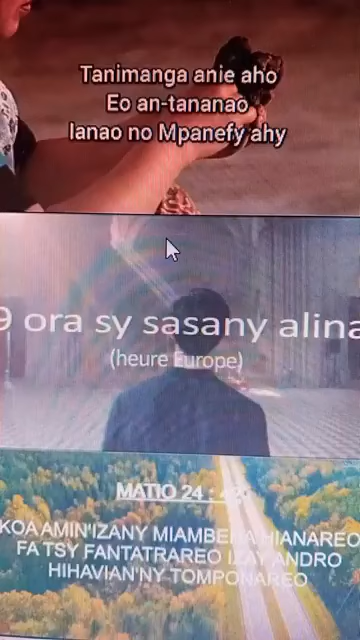 Tanimanga anie aho
Eo an-tananao
Ianao no Mpanefy ahy
9 ora sy sasany alina
(heure Europe)
MATIO 24 :
KOA AMIN'IZANY MIAMBENA HIANAREO
FA TSY FANTATRAREO IZAY ANDRO
HIHAVIAN'NY TOMPONAREO